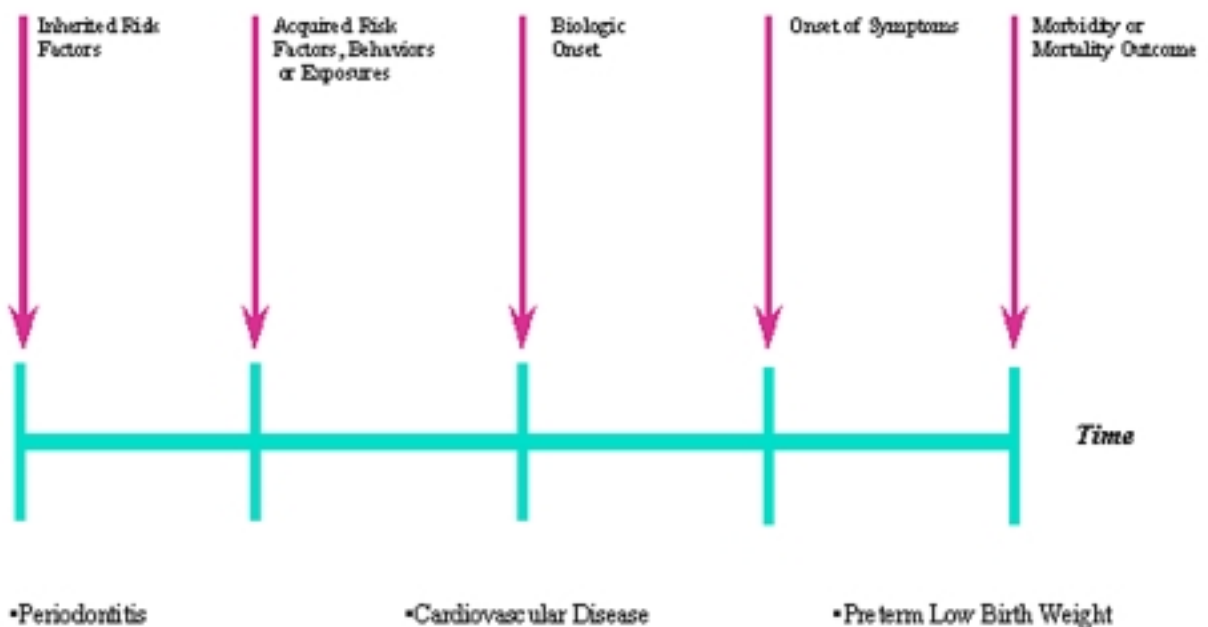 Inherited Risk
Factors
Acquired Risk
Factors, Behaviors
or Exposures
Biologic
Onset
Onset of Symptoms
Morbidity or
Mortality Outcome
Time
▪Periodontitis
▪Cardiovascular Disease
▪Preterm Low Birth Weight